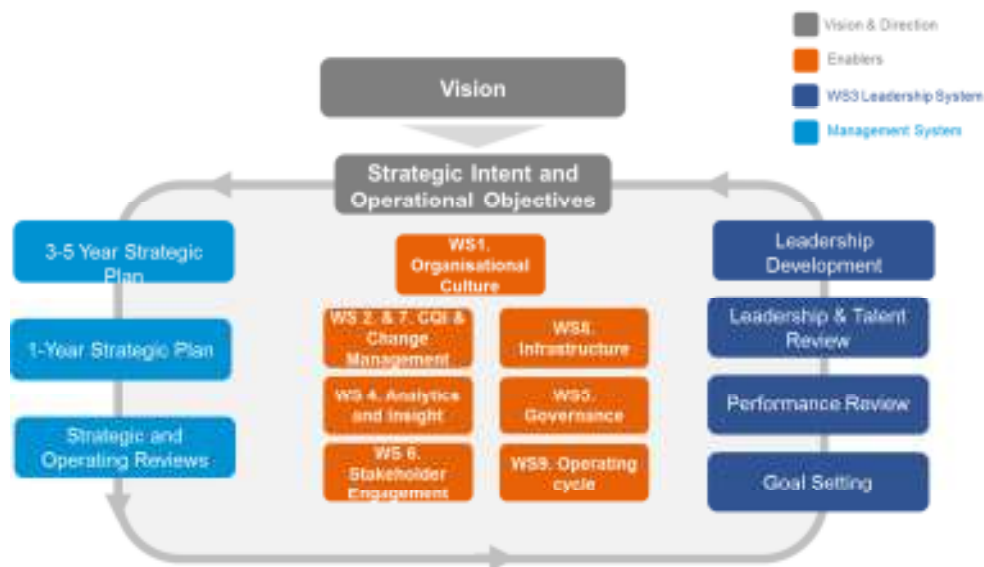 Vision & Direction
Enablers
WS3 Leadership System
Management System
Vision
Strategic Intent and
Operational Objectives
3-5 Year Strategic
Plan
1-Year Strategic Plan
Strategic and
Operating Reviews
WS1.
Organisational
Culture
WS 2. & 7. CQI &
Change
Management
Infrastructure
WS 4. Analytics
and Insight
Governance
WS 6.
Stakeholder
Engagement
WS9. Operating
cycle
Leadership
Development
Leadership & Talent
Review
Performance Review
Goal Setting